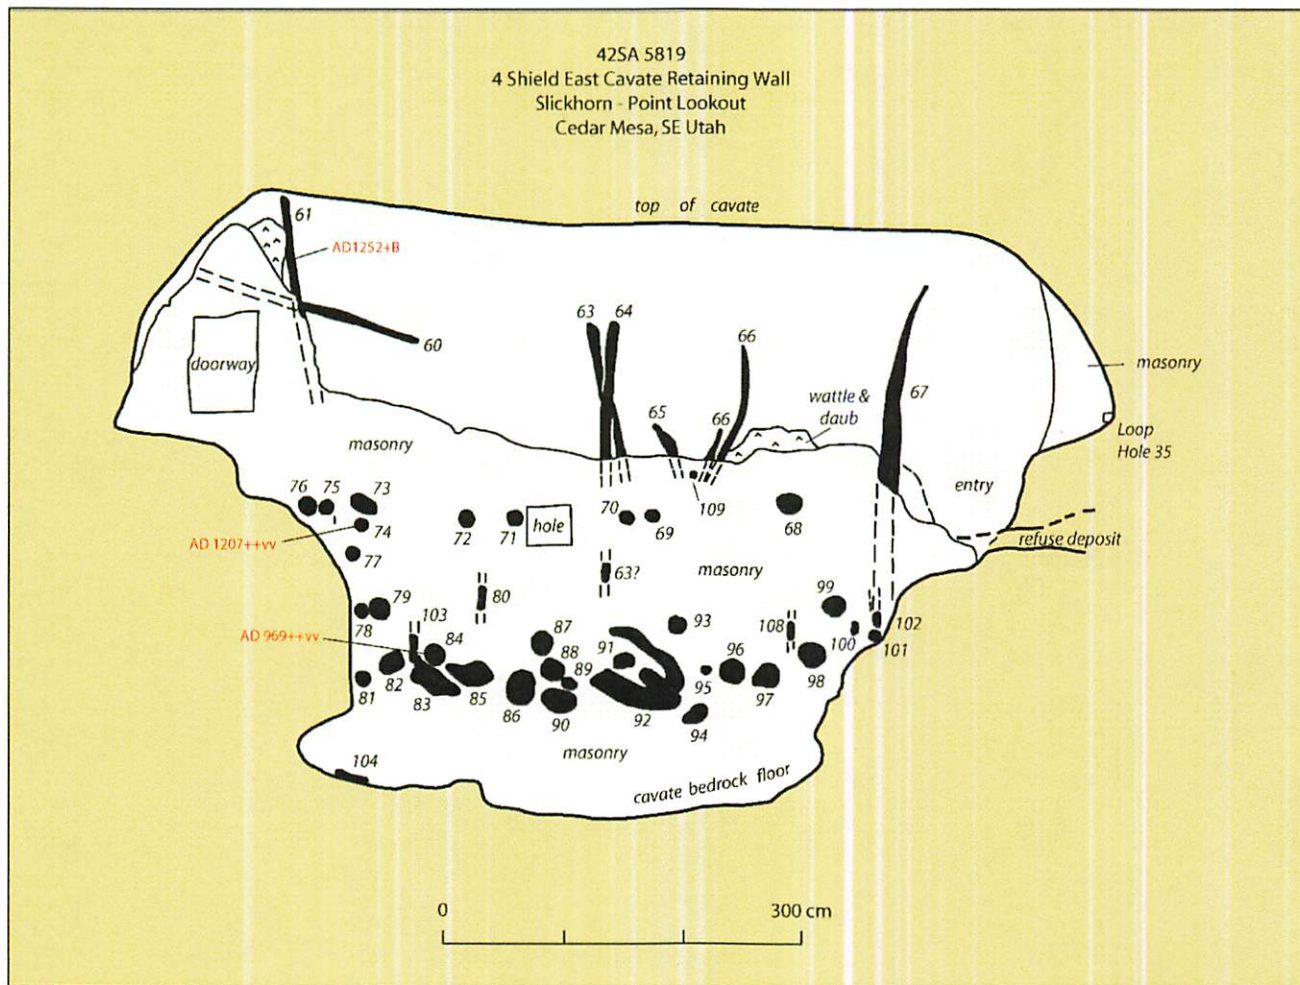 42SA 5819
4 Shield East Cavate Retaining Wall
Slickhorn - Point Lookout
Cedar Mesa, SE Utah
top of cavate
61
AD1252+B
60
63 64 66
doorway
masonry
67
wattle &
daub
65 66
Loop
Hole 35
masonry
76 75 73
74
AD 1207++vv
77
72 71
hole
70 69
109
68
entry
refuse deposit
63?
masonry
80
79
78
103
84
AD 969++vv
87
88
89
91
93
108
99
100
102
101
81
82
83
85
86
90
92
95
96
97
98
94
masonry
104
cavate bedrock floor
0 300 cm